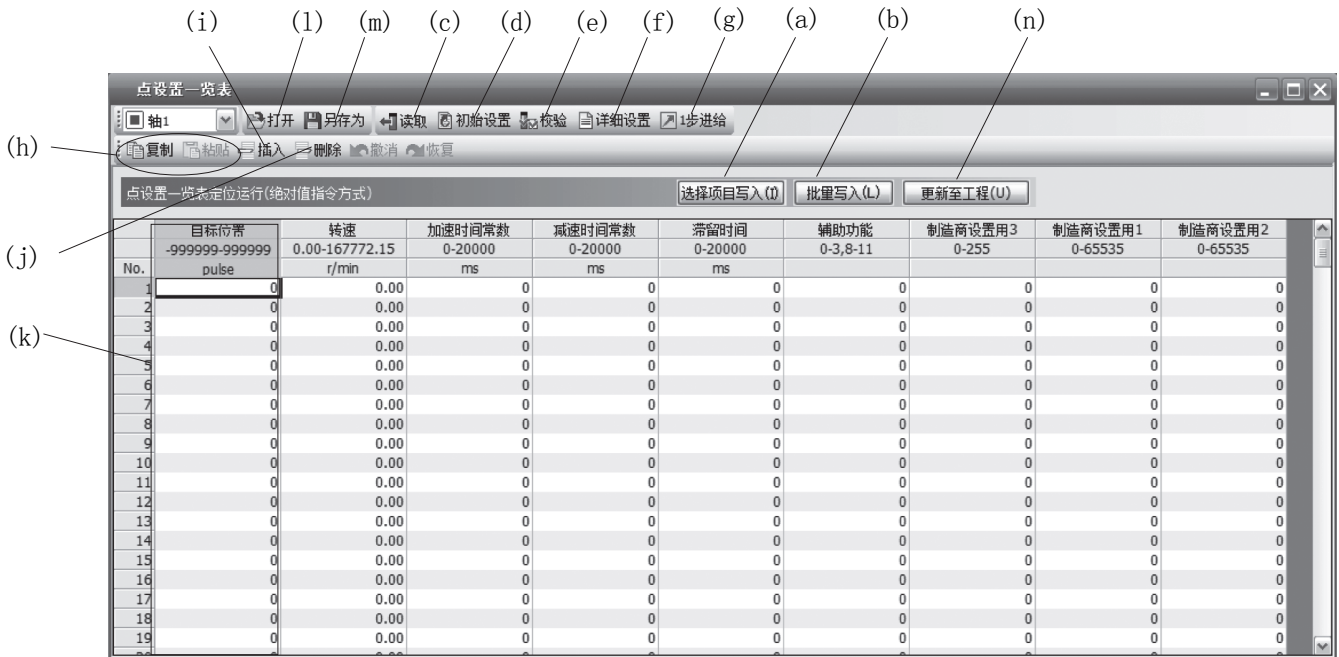 (i) (l) (m) (c) (d) (e) (f) (g) (a) (b) (n)
点设置一览表
轴1 打开 另存为 读取 初始设置 校验 详细设置 1步进给
(h)
复制 粘贴 插入 删除 撤消 恢复
点设置一览表定位运行(绝对值指令方式) 选择项目写入(I) 批量写入(L) 更新至工程(U)
目标位置 转速 加速时间常数 减速时间常数 滞留时间 辅助功能 制造商设置用3 制造商设置用1 制造商设置用2
(j)
-999999-999999 0.00-167772.15 0-20000 0-20000 0-20000 0-3,8-11 0-255 0-65535 0-65535
No. pulse r/min ms ms ms
1 0 0.00 0 0 0 0 0 0 0
2 0 0.00 0 0 0 0 0 0 0
3 0 0.00 0 0 0 0 0 0 0
(k)
4 0 0.00 0 0 0 0 0 0 0
5 0 0.00 0 0 0 0 0 0 0
6 0 0.00 0 0 0 0 0 0 0
7 0 0.00 0 0 0 0 0 0 0
8 0 0.00 0 0 0 0 0 0 0
9 0 0.00 0 0 0 0 0 0 0
10 0 0.00 0 0 0 0 0 0 0
11 0 0.00 0 0 0 0 0 0 0
12 0 0.00 0 0 0 0 0 0 0
13 0 0.00 0 0 0 0 0 0 0
14 0 0.00 0 0 0 0 0 0 0
15 0 0.00 0 0 0 0 0 0 0
16 0 0.00 0 0 0 0 0 0 0
17 0 0.00 0 0 0 0 0 0 0
18 0 0.00 0 0 0 0 0 0 0
19 0 0.00 0 0 0 0 0 0 0